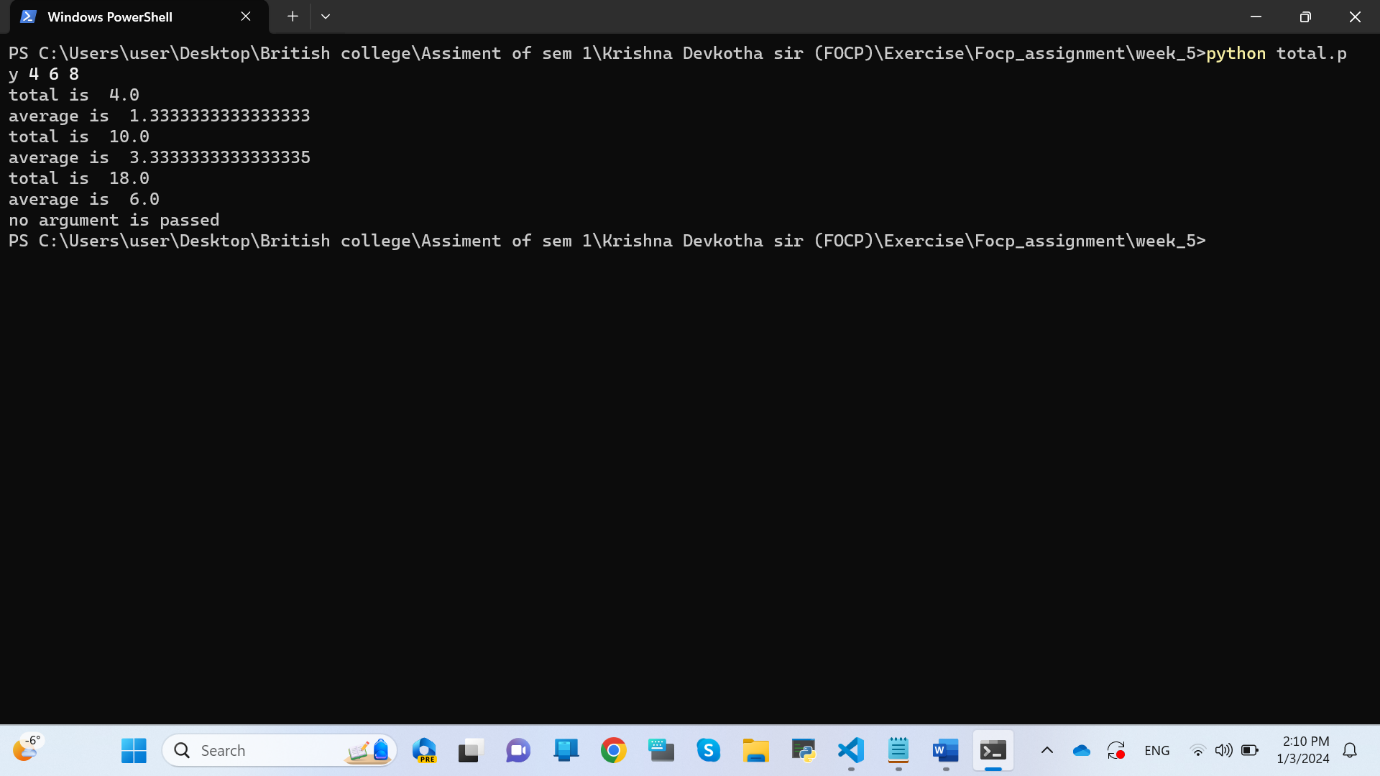 Windows PowerShell
PS C:\Users\user\Desktop\British college\Assiment of sem 1\Krishna Devkotha sir (FOCP)\Exercise\Focp_assignment\week_5>python total.p
y 4 6 8
total is  4.0
average is  1.3333333333333333
total is  10.0
average is  3.3333333333333335
total is  18.0
average is  6.0
no argument is passed
PS C:\Users\user\Desktop\British college\Assiment of sem 1\Krishna Devkotha sir (FOCP)\Exercise\Focp_assignment\week_5>
-6°
Search
PRE
ENG
2:10 PM
1/3/2024